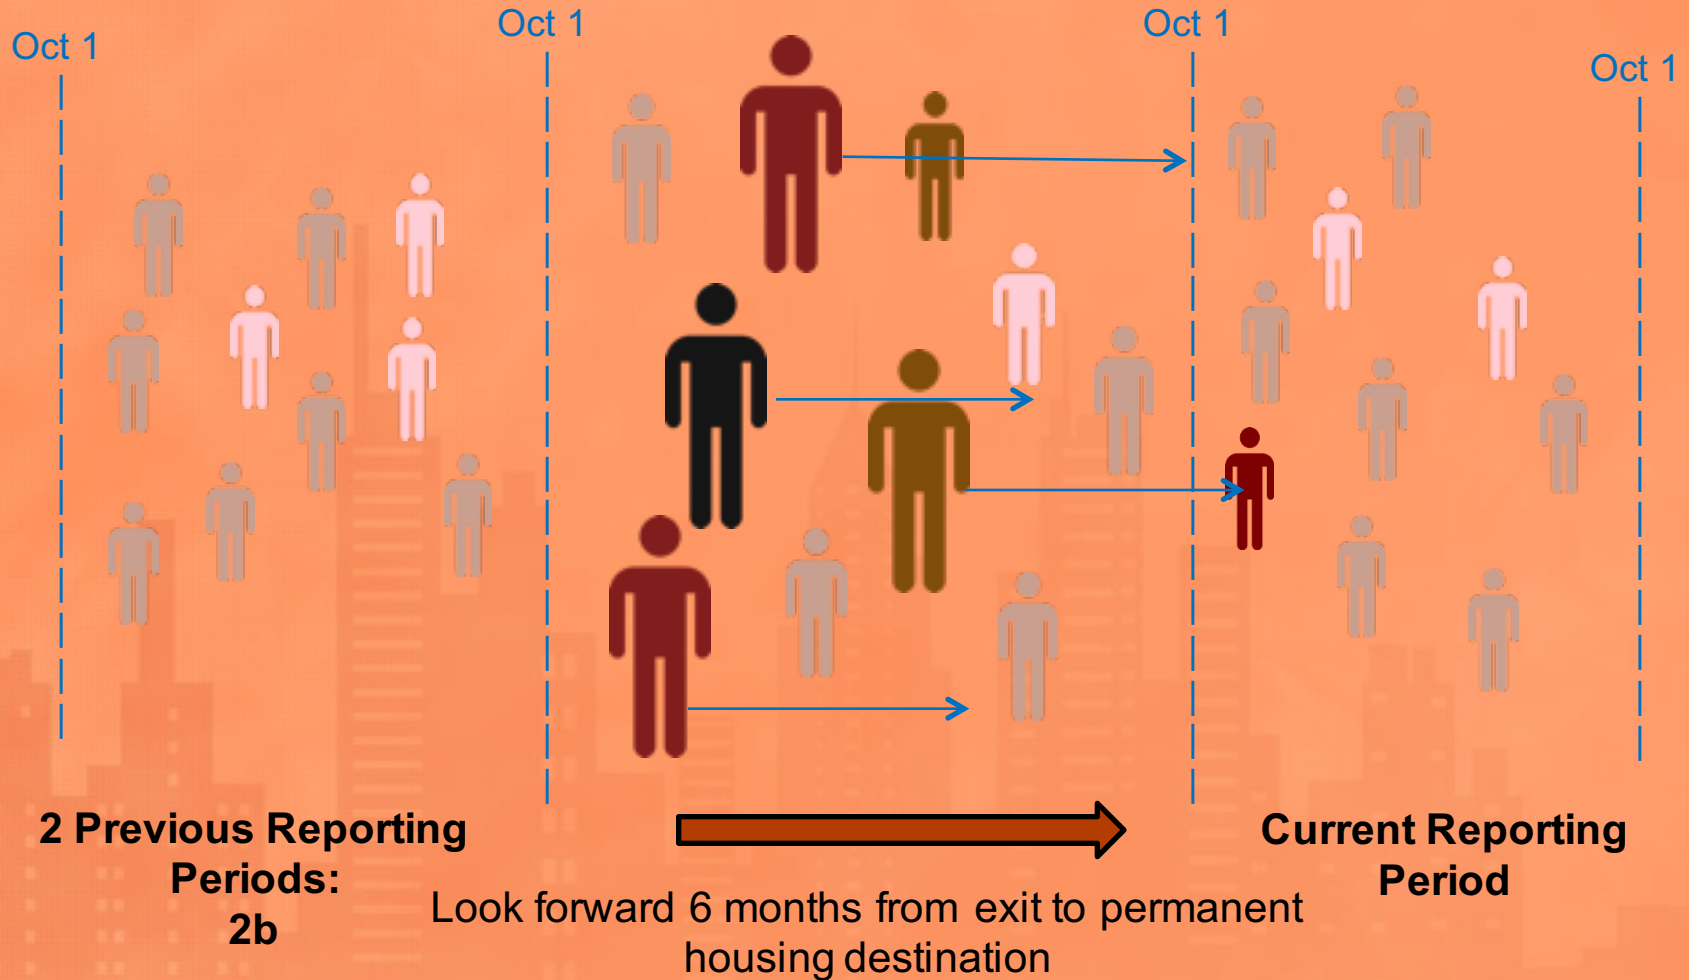 Oct 1
Oct 1
Oct 1
Oct 1
2 Previous Reporting
Periods:
2b
Look forward 6 months from exit to permanent
housing destination
Current Reporting
Period